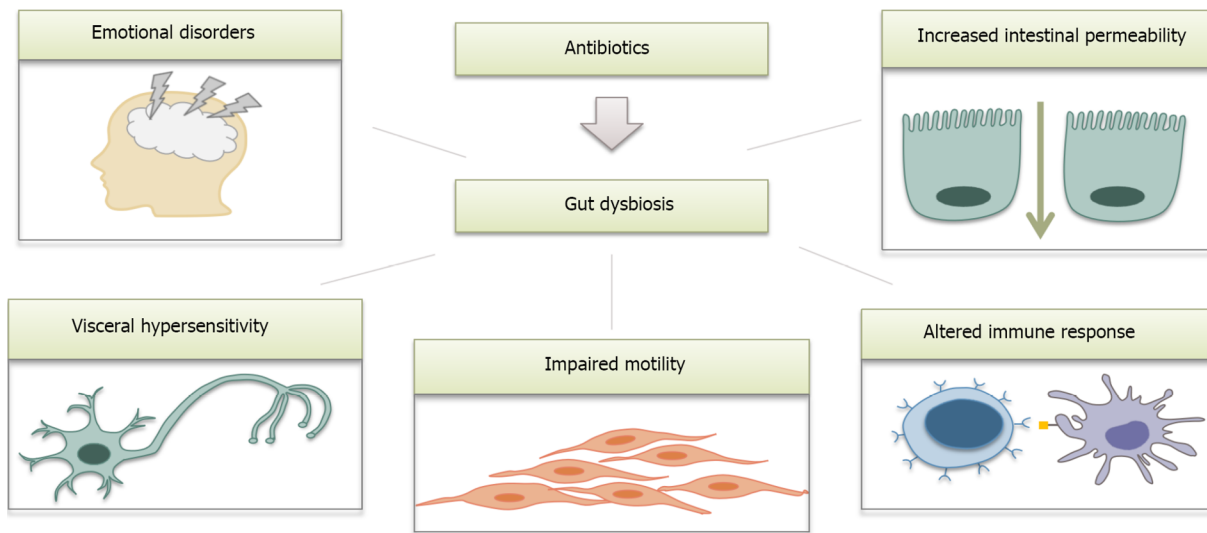 Emotional disorders
Antibiotics
Increased intestinal permeability
Gut dysbiosis
Visceral hypersensitivity
Impaired motility
Altered immune response